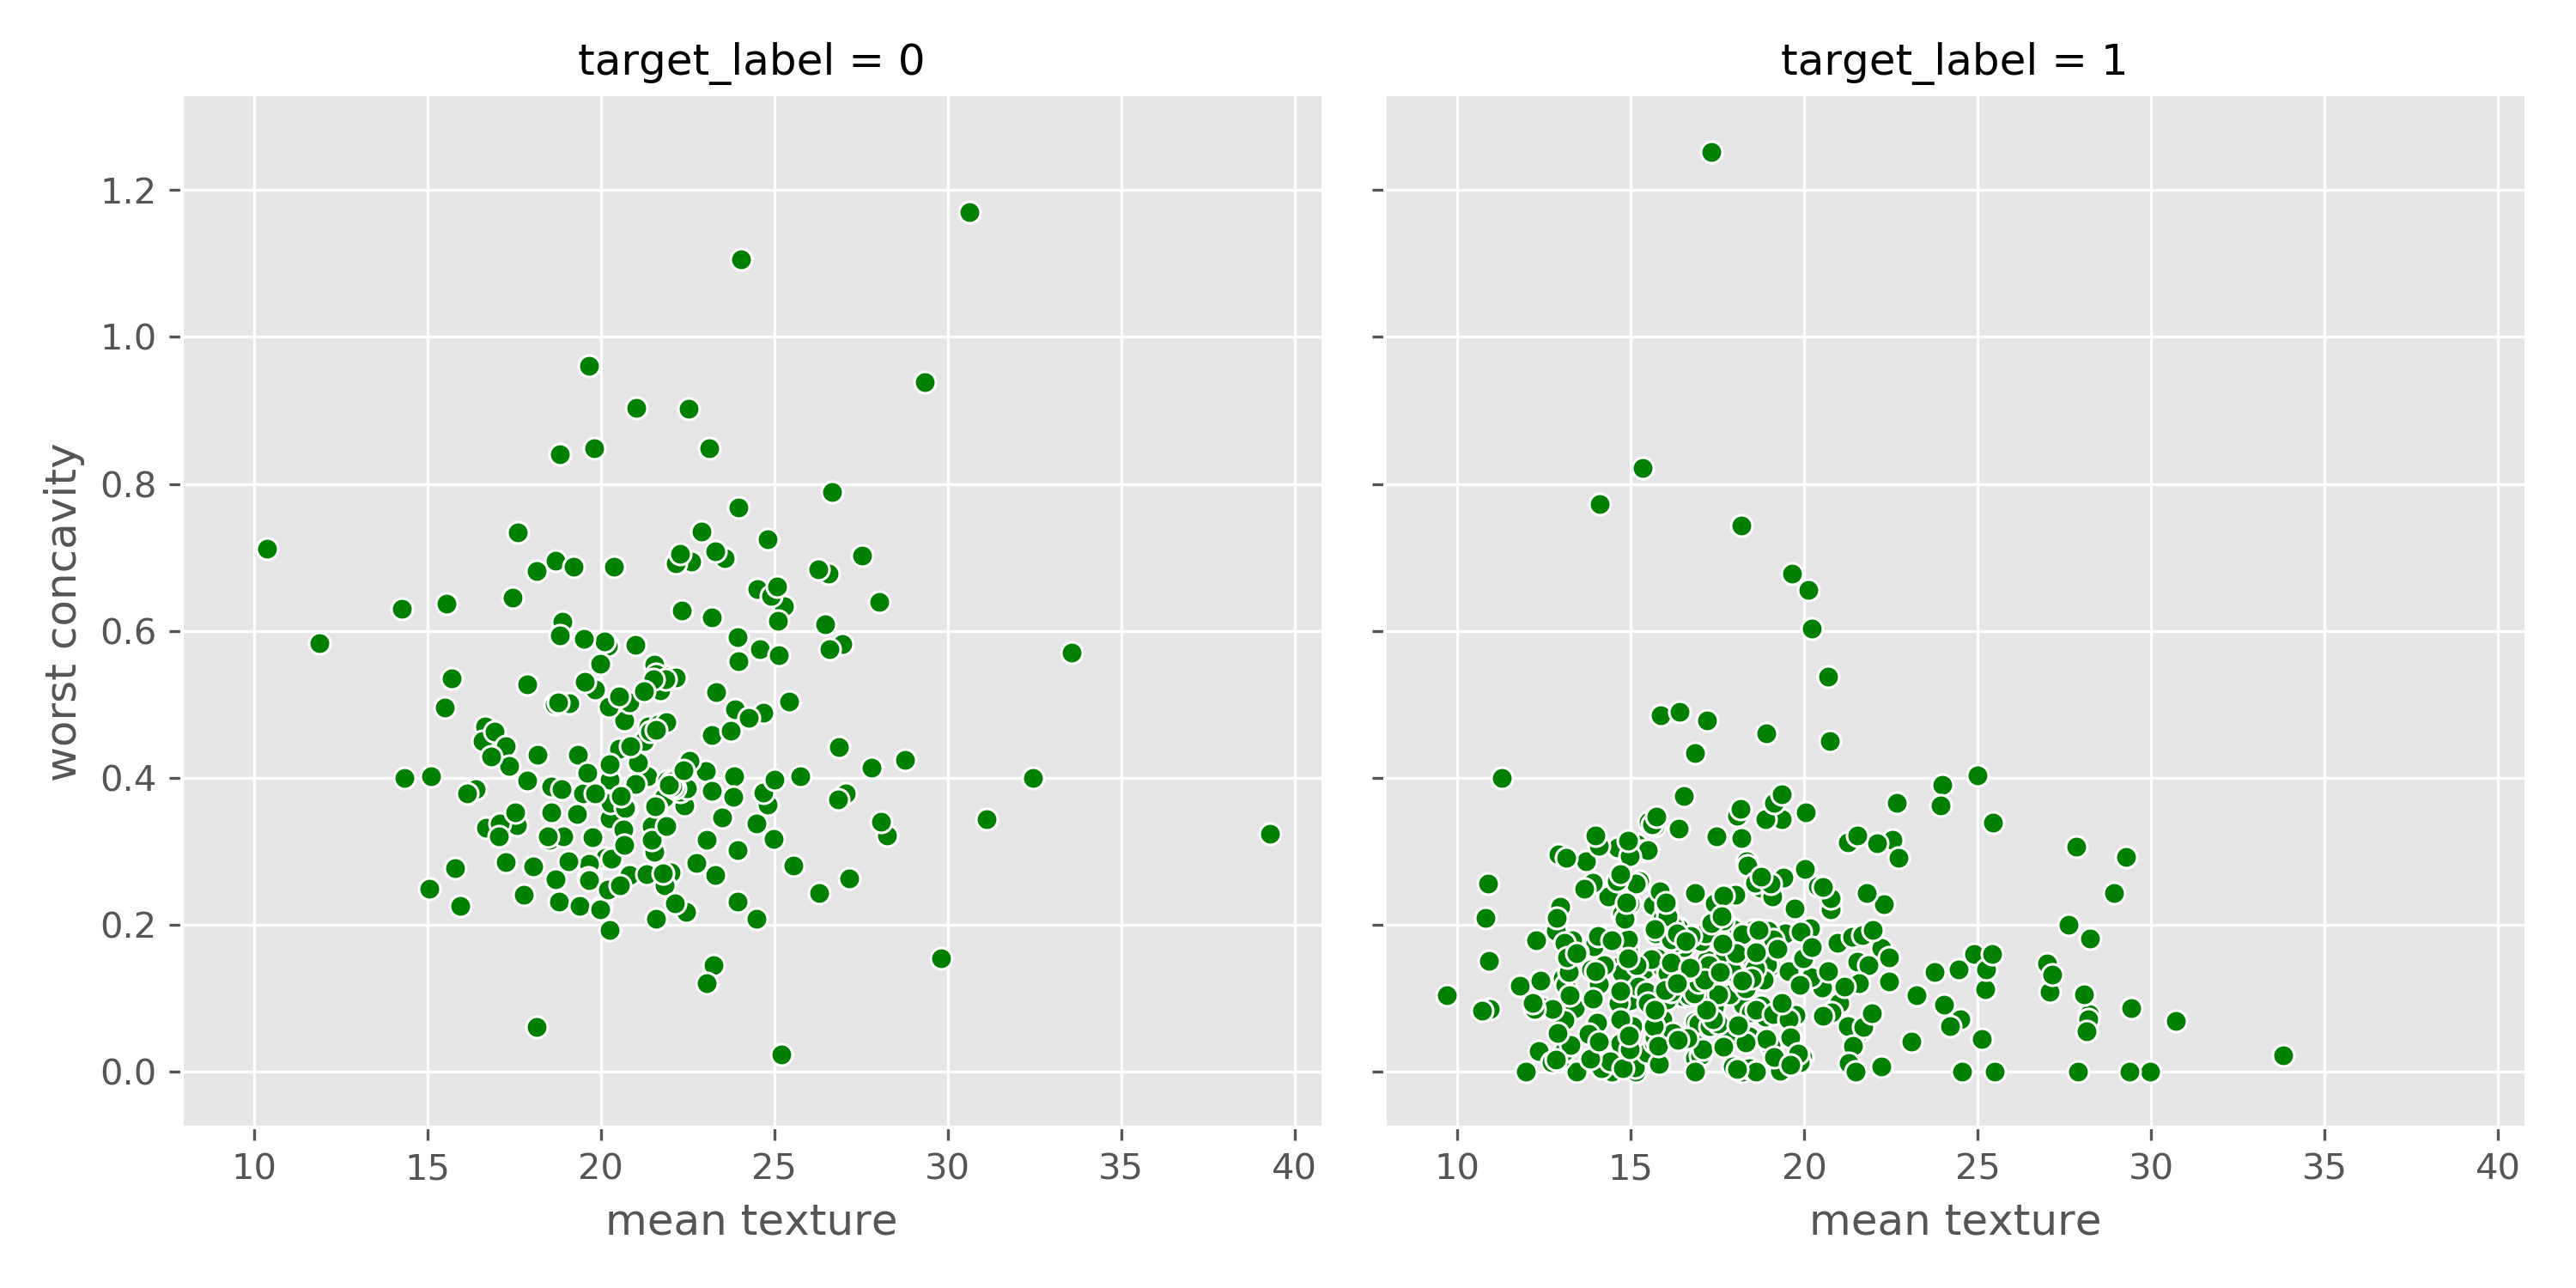 target_label = 0
target_label = 1
worst concavity
1.2
1.0
0.8
0.6
0.4
0.2
0.0
10 15 20 25 30 35 40
10 15 20 25 30 35 40
mean texture
mean texture